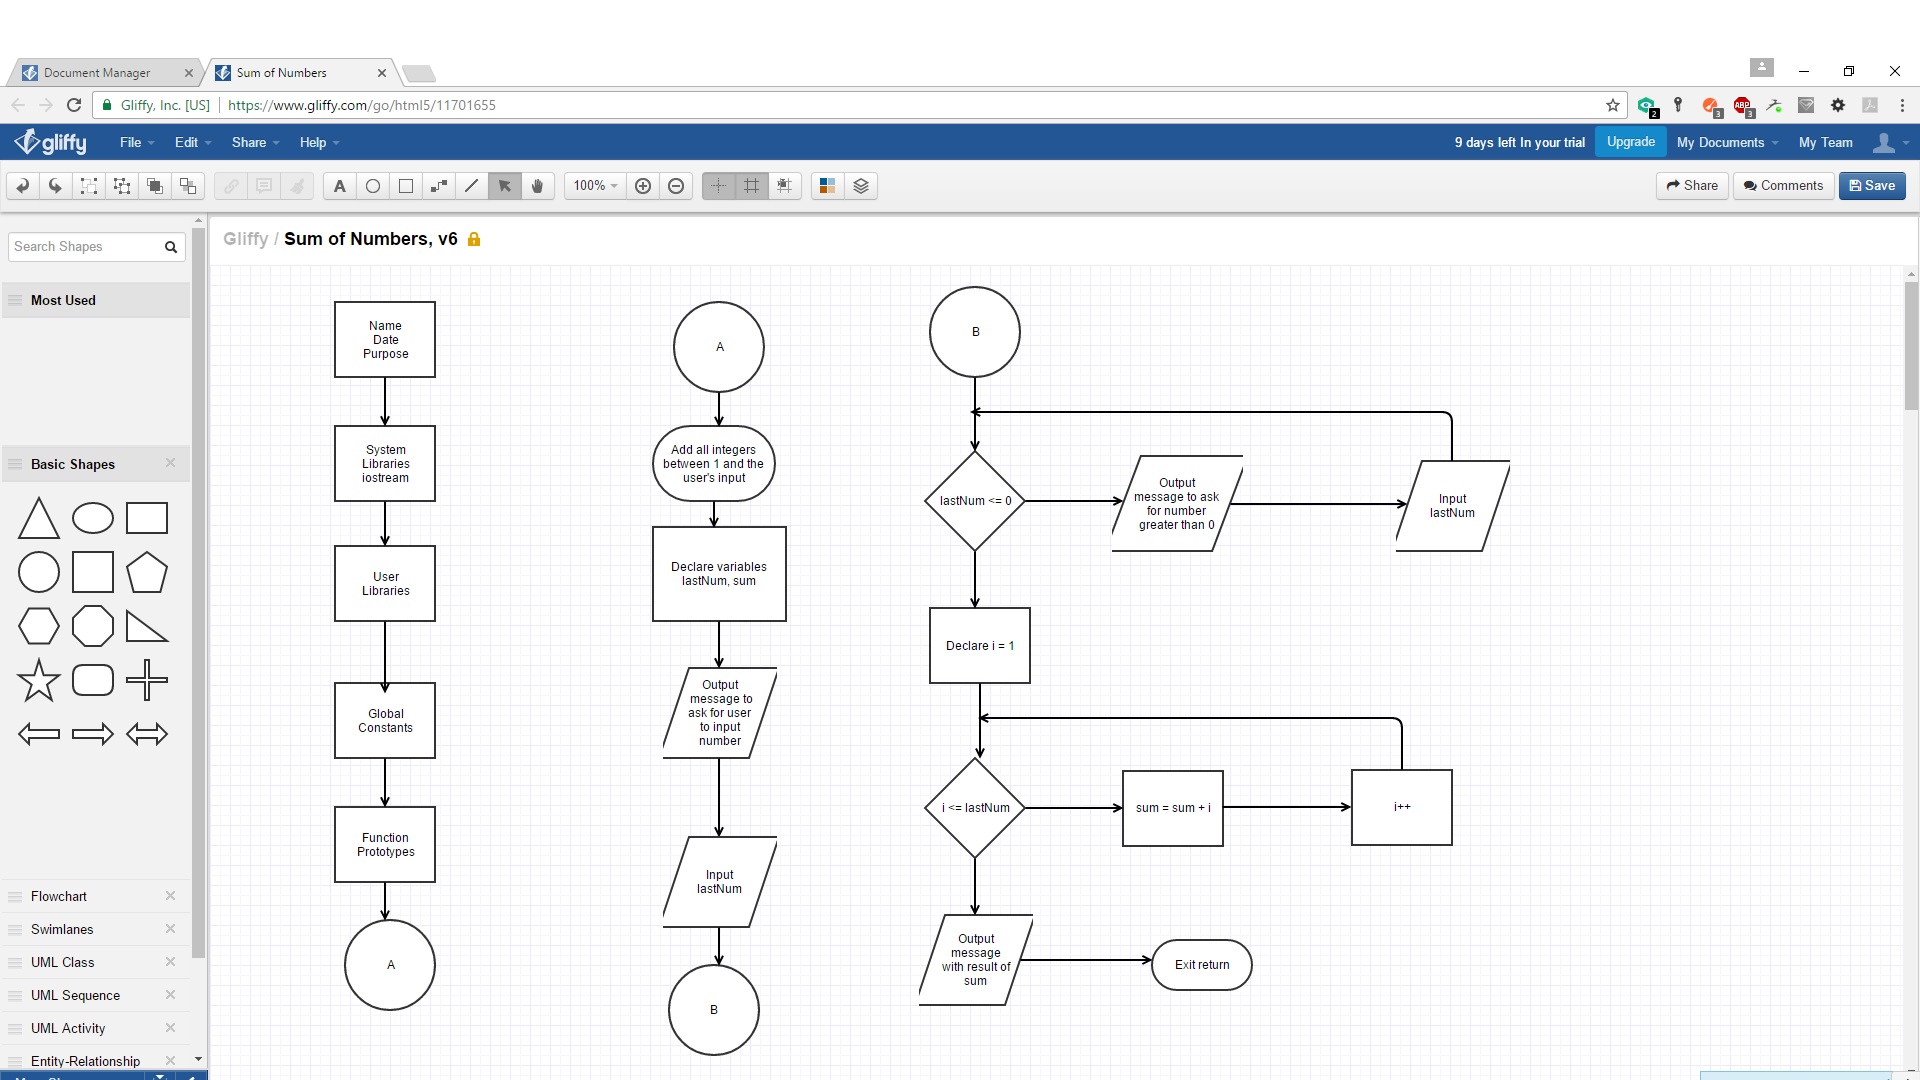 Document Manager
Sum of Numbers
Gliffy, Inc. [US]
https://www.gliffy.com/go/html5/11701655
2
3
ABP
3
gliffy
File
Edit
Share
Help
9 days left In your trial
Upgrade
My Documents
My Team
A
100%
Share
Comments
Save
Search Shapes
Most Used
Basic Shapes
Flowchart
Swimlanes
UML Class
UML Sequence
UML Activity
Entity-Relationship
Gliffy / Sum of Numbers, v6
Name
Date
Purpose
System
Libraries
iostream
User
Libraries
Global
Constants
Function
Prototypes
A
A
Add all integers
between 1 and the
user's input
Declare variables
lastNum, sum
Output
message to
ask for user
to input
number
Input
lastNum
B
B
lastNum <= 0
Output
message to ask
for number
greater than 0
Input
lastNum
Declare i = 1
i <= lastNum
sum = sum + i
i++
Output
message
with result of
sum
Exit return